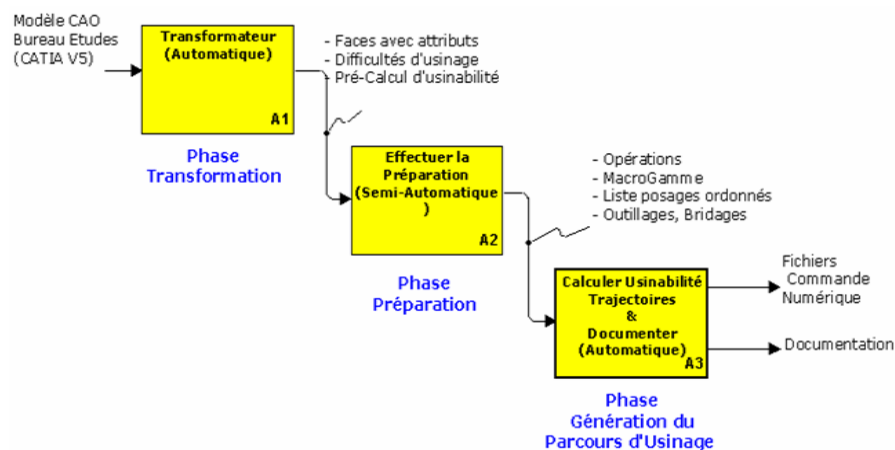 Modèle CAO
Bureau Etudes
(CATIA V5)
Transformateur
(Automatique)
A1
Phase
Transformation
- Faces avec attributs
- Difficultés d'usinage
- Pré-Calcul d'usinabilité
Effectuer la
Préparation
(Semi-Automatique
)
A2
Phase
Préparation
- Opérations
- MacroGamme
- Liste posages ordonnés
- Outillages, Bridages
Calculer Usinabilité
Trajectoires
&
Documenter
(Automatique)
A3
Phase
Génération du
Parcours d'Usinage
Fichiers
Commande
Numérique
Documentation